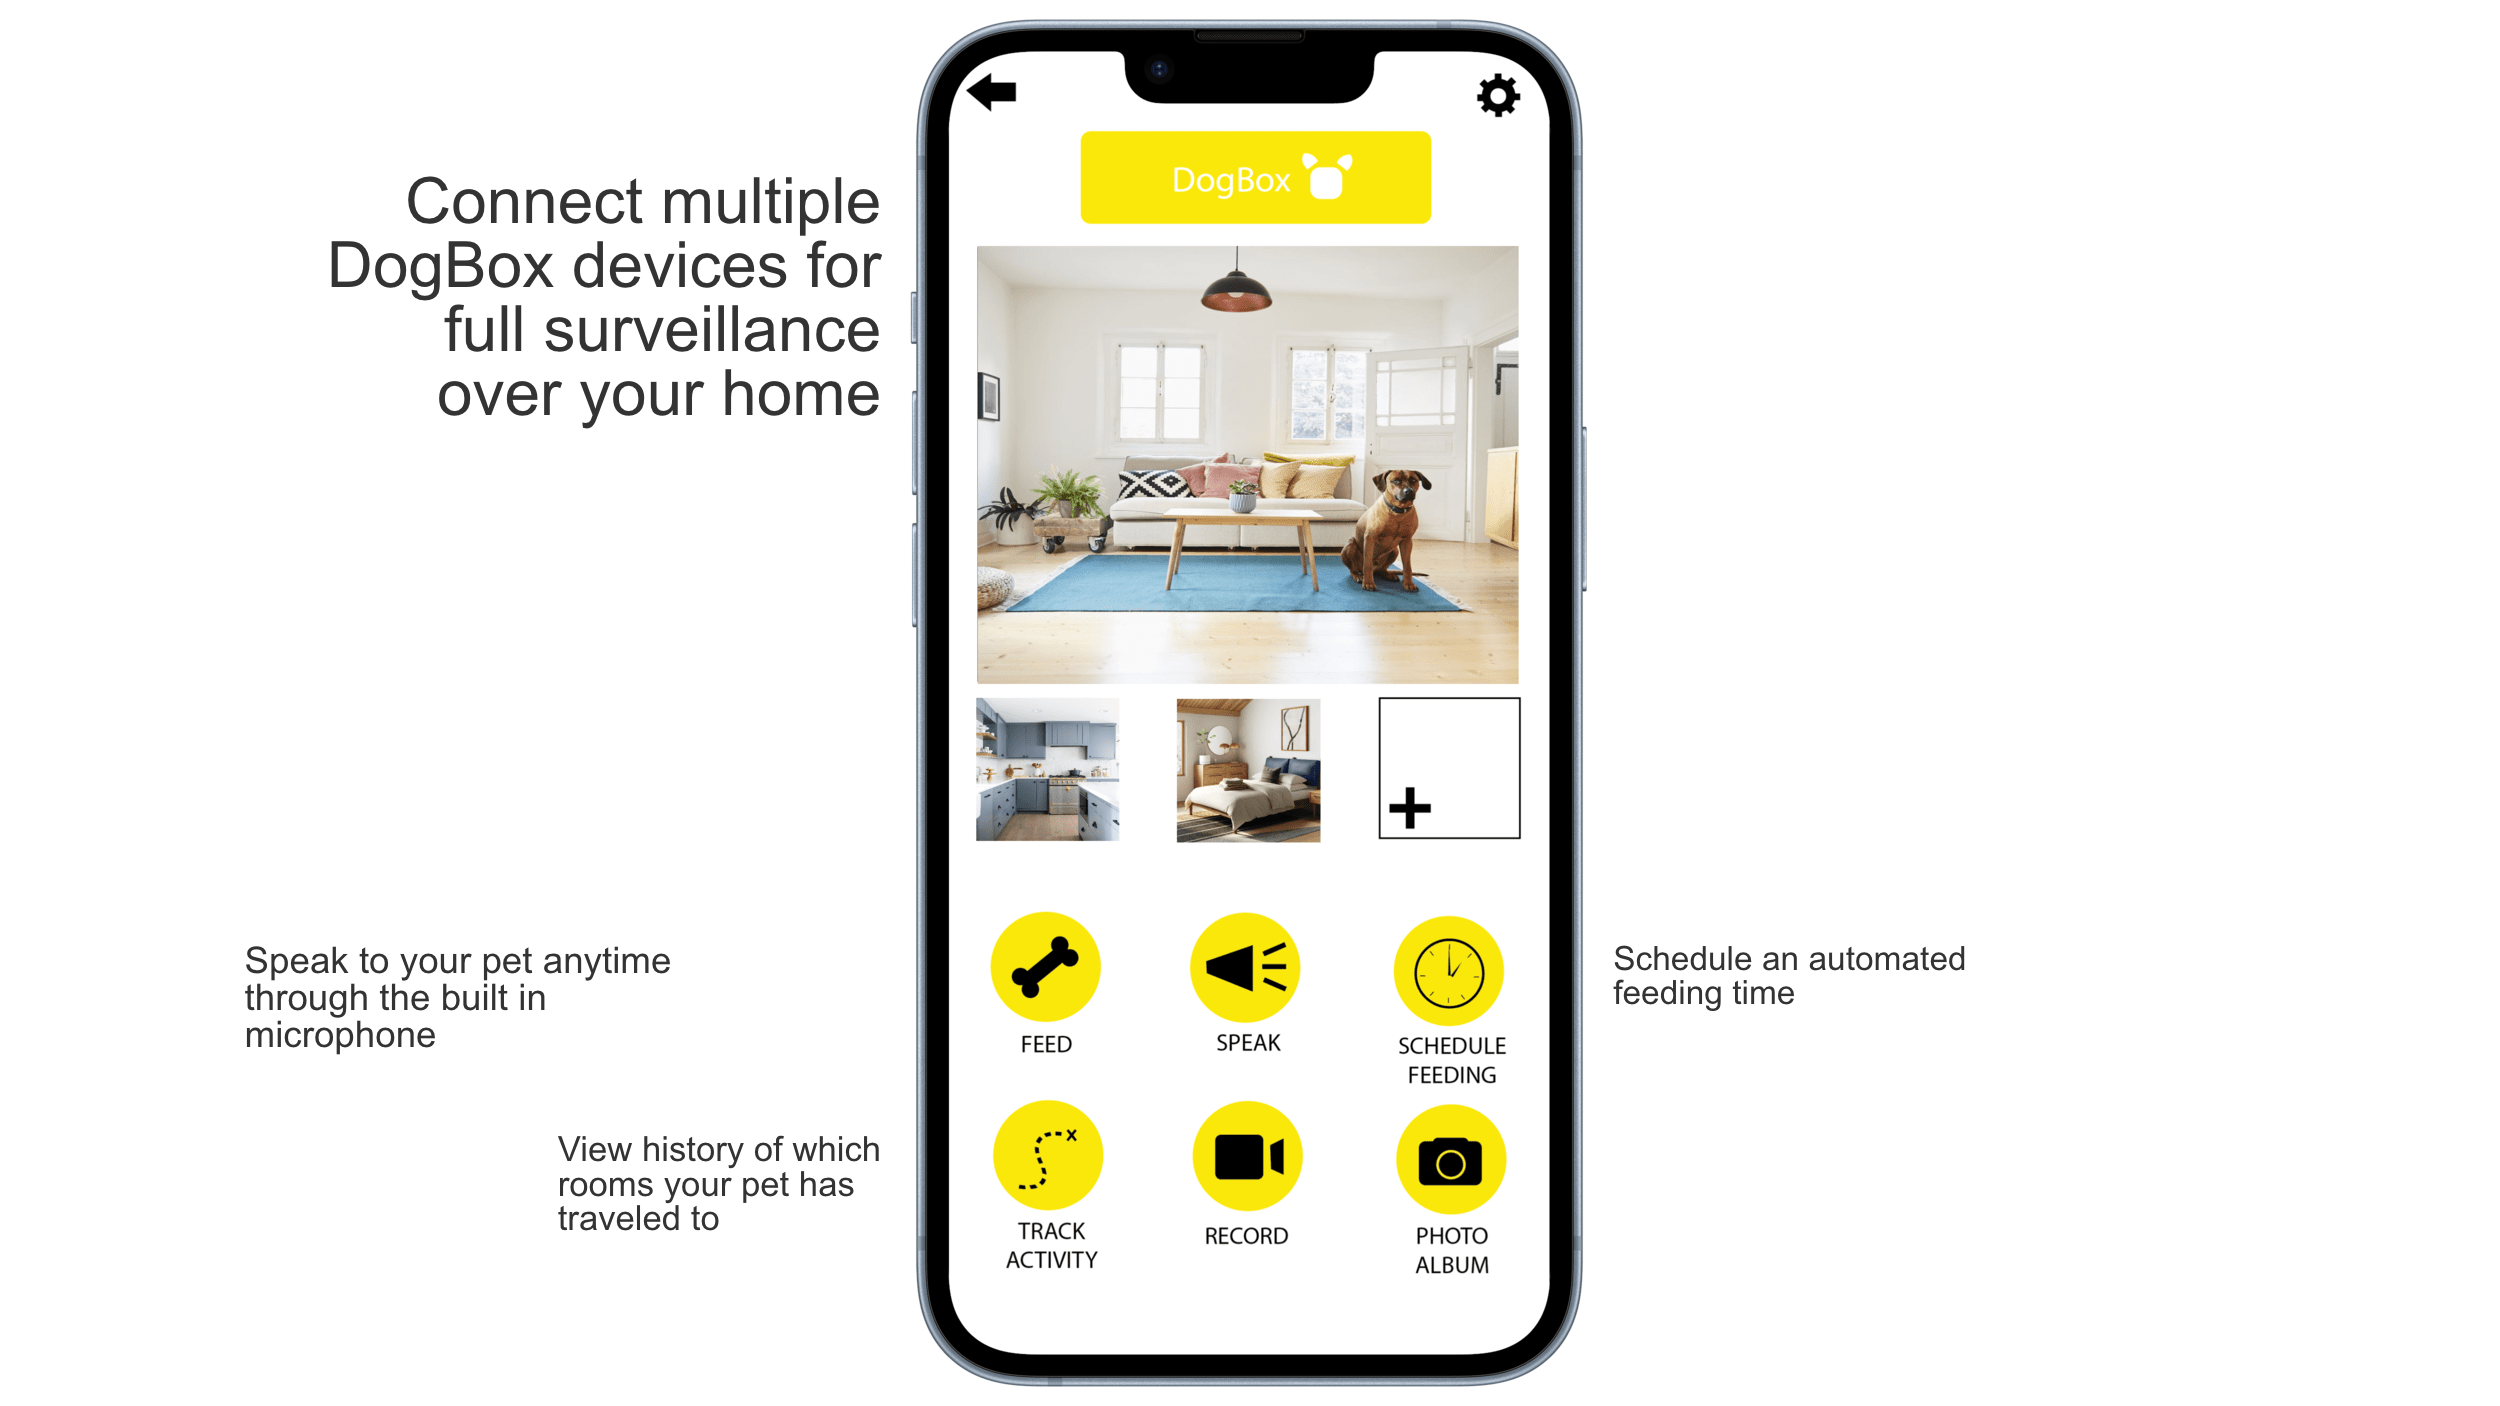 Connect multiple
DogBox devices for
full surveillance
over your home
DogBox
Speak to your pet anytime
through the built in
microphone
View history of which
rooms your pet has
traveled to
FEED
SPEAK
SCHEDULE
FEEDING
TRACK
ACTIVITY
RECORD
PHOTO
ALBUM
Schedule an automated
feeding time